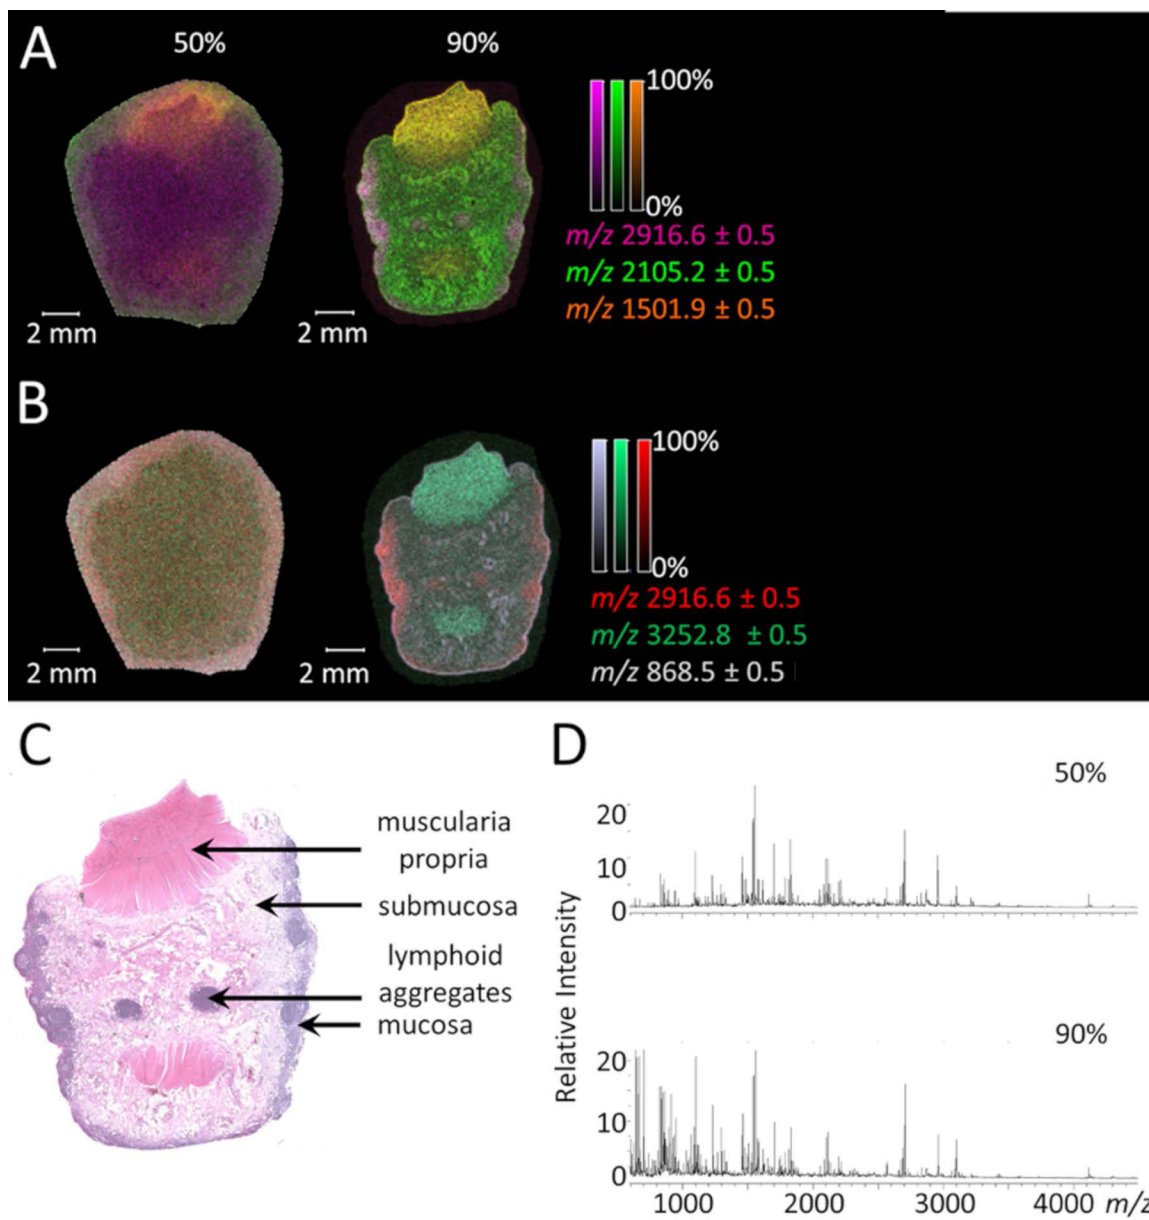 A
50%
90%
100%
0%
m/z 2916.6 ± 0.5
m/z 2105.2 ± 0.5
m/z 1501.9 ± 0.5
2 mm
2 mm
B
100%
0%
m/z 2916.6 ± 0.5
m/z 3252.8 ± 0.5
m/z 868.5 ± 0.5
2 mm
2 mm
C
muscularia
propria
submucosa
lymphoid
aggregates
mucosa
D
50%
20
10
0
Relative Intensity
90%
20
10
0
1000 2000 3000 4000 m/z